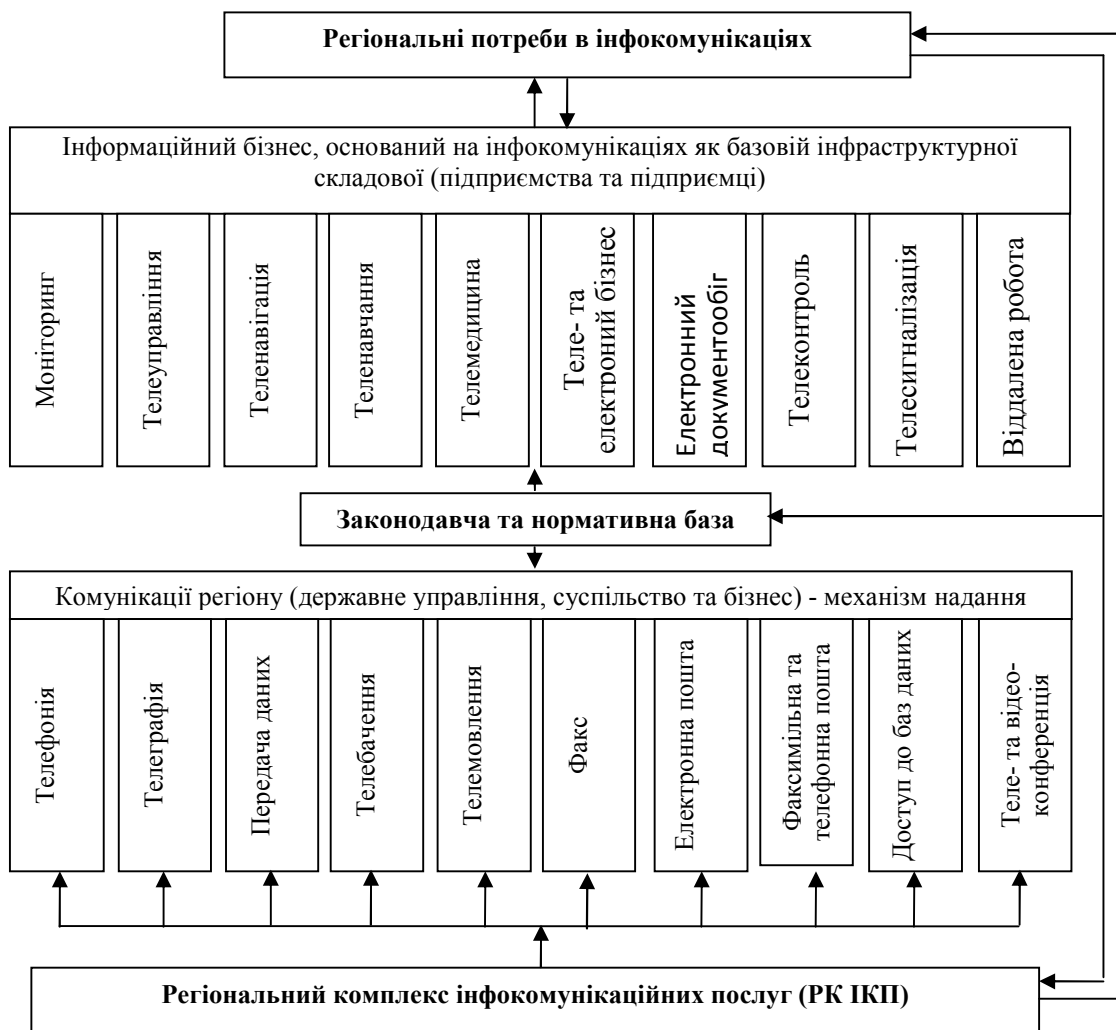 Регіональні потреби в інфокомунікаціях
Інформаційний бізнес, оснований на інфокомунікаціях як базовій інфраструктурної
складової (підприємства та підприємці)
Моніторинг
Телеуправління
Теленавігація
Теленавчання
Телемедицина
Теле- та
електроний бізнес
Електронний
документообіг
Телеконтроль
Телесигналізація
Віддалена робота
Законодавча та нормативна база
Комунікації регіону (державне управління, суспільство та бізнес) - механізм надання
Телефонія
Телеграфія
Передача даних
Телебачення
Телемовлення
Факс
Електронна пошта
Факсимільна та
телефонна пошта
Доступ до баз даних
Теле- та відео-
конференція
Регіональний комплекс інфокомунікаційних послуг (РК ІКП)